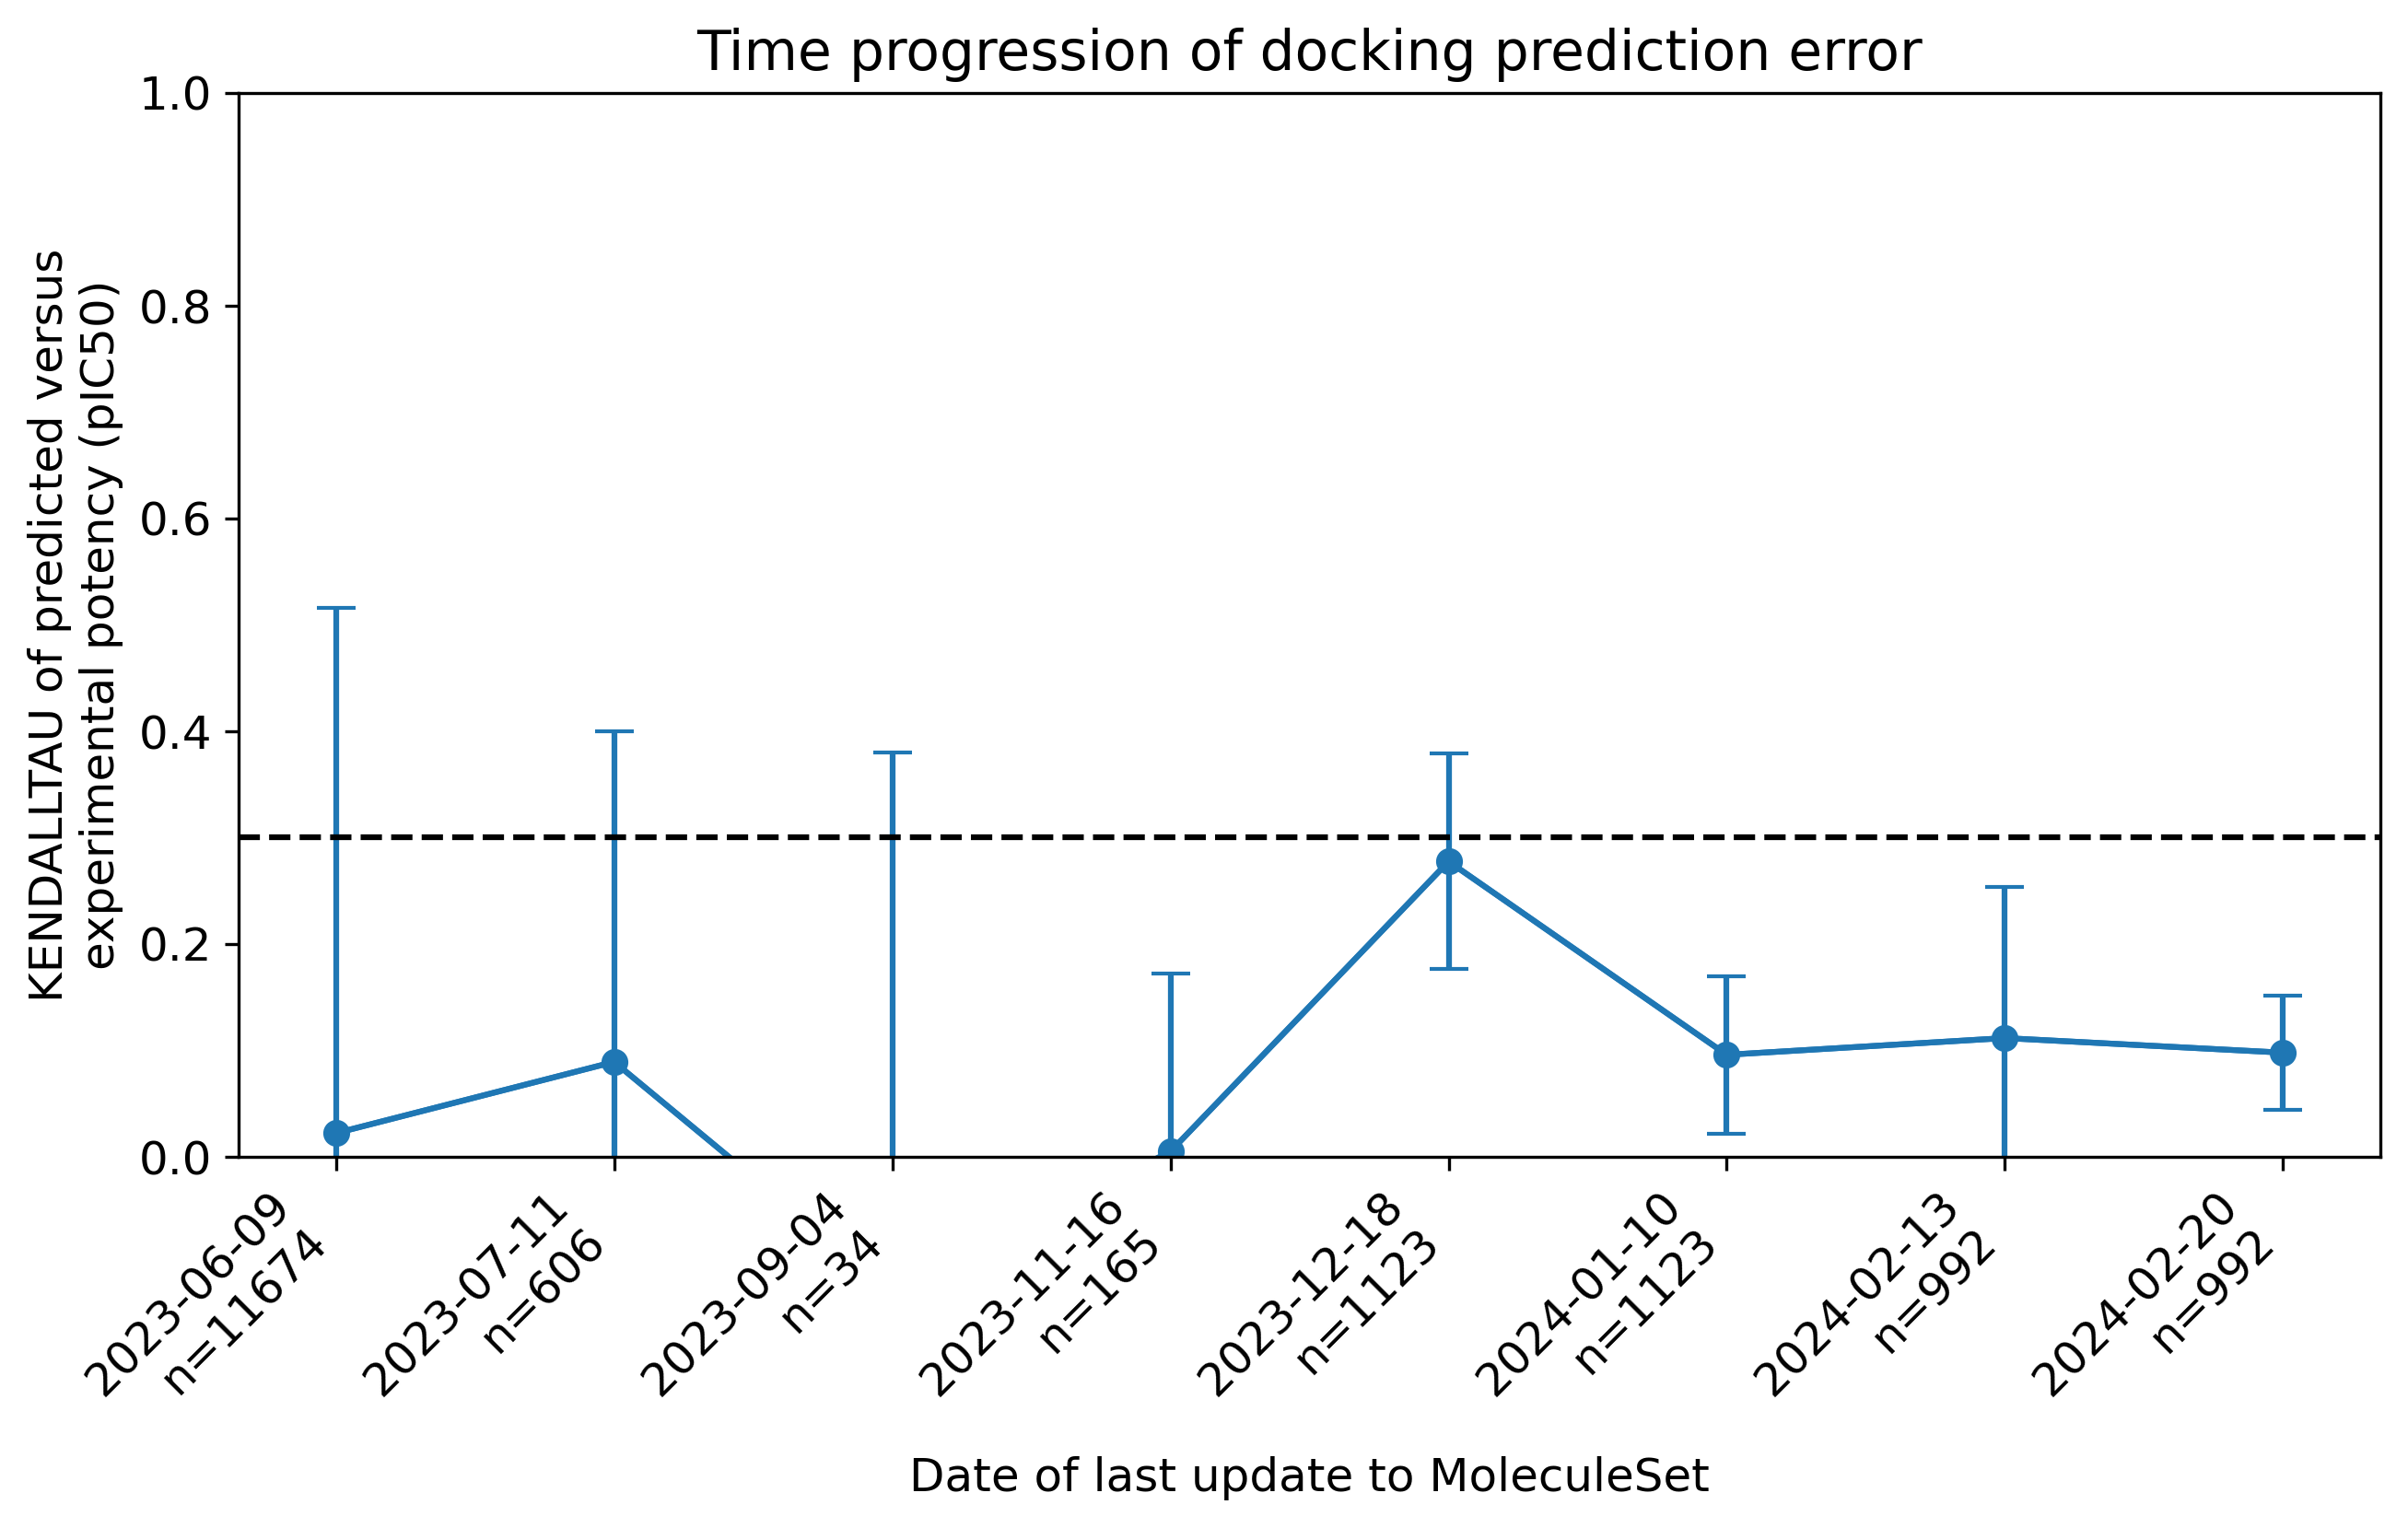 Time progression of docking prediction error
KENDALLTAU of predicted versus
experimental potency (pIC50)
1.0
0.8
0.6
0.4
0.2
0.0
2023-06-09
n=11674
2023-07-11
n=606
2023-09-04
n=34
2023-11-16
n=165
2023-12-18
n=1123
2024-01-10
n=1123
2024-02-13
n=992
2024-02-20
n=992
Date of last update to MoleculeSet